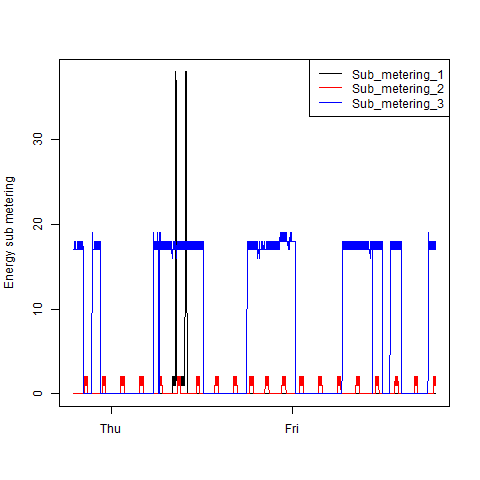 Sub_metering_1
Sub_metering_2
Sub_metering_3
Energy sub metering
30
20
10
0
Thu
Fri